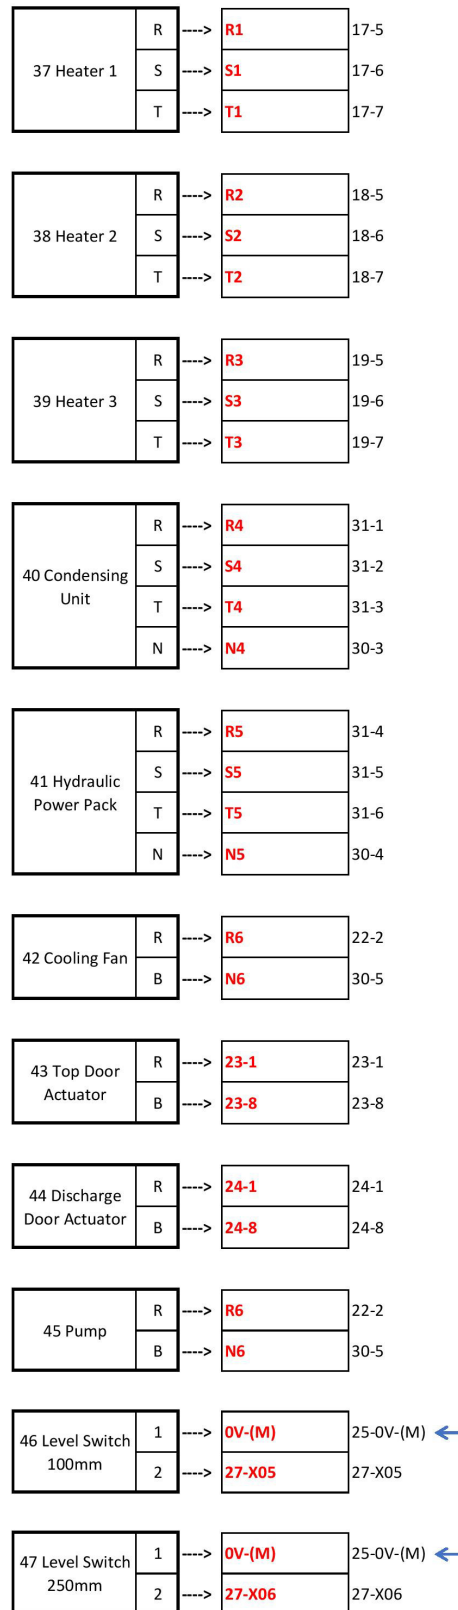 R ----> R1 17-5
37 Heater 1 S ----> S1 17-6
T ----> T1 17-7
R ----> R2 18-5
38 Heater 2 S ----> S2 18-6
T ----> T2 18-7
R ----> R3 19-5
39 Heater 3 S ----> S3 19-6
T ----> T3 19-7
40 Condensing
Unit
R ----> R4 31-1
S ----> S4 31-2
T ----> T4 31-3
N ----> N4 30-3
41 Hydraulic
Power Pack
R ----> R5 31-4
S ----> S5 31-5
T ----> T5 31-6
N ----> N5 30-4
42 Cooling Fan
R ----> R6 22-2
B ----> N6 30-5
43 Top Door
Actuator
R ----> 23-1 23-1
B ----> 23-8 23-8
44 Discharge
Door Actuator
R ----> 24-1 24-1
B ----> 24-8 24-8
45 Pump
R ----> R6 22-2
B ----> N6 30-5
46 Level Switch
100mm
1 ----> 0V-(M) 25-0V-(M)
2 ----> 27-X05 27-X05
47 Level Switch
250mm
1 ----> 0V-(M) 25-0V-(M)
2 ----> 27-X06 27-X06